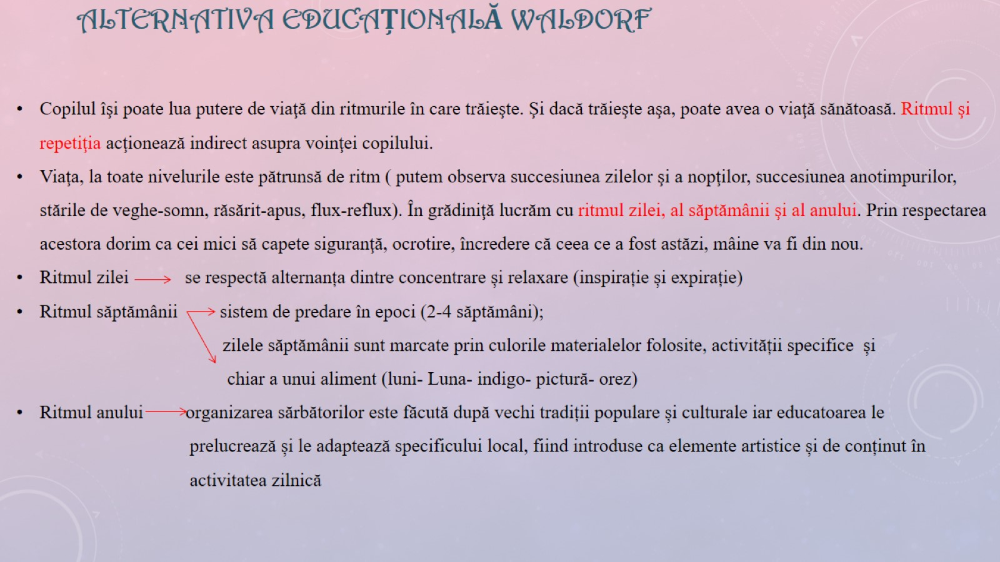 ALTERNATIVA EDUCAȚIONALĂ WALDORF
• Copilul îşi poate lua putere de viaţă din ritmurile în care trăieşte. Şi dacă trăieşte aşa, poate avea o viaţă sănătoasă. Ritmul şi
repetiţia acţionează indirect asupra voinţei copilului.
• Viaţa, la toate nivelurile este pătrunsă de ritm ( putem observa succesiunea zilelor şi a nopţilor, succesiunea anotimpurilor,
stările de veghe-somn, răsărit-apus, flux-reflux). În grădiniţă lucrăm cu ritmul zilei, al săptămânii şi al anului. Prin respectarea
acestora dorim ca cei mici să capete siguranţă, ocrotire, încredere că ceea ce a fost astăzi, mâine va fi din nou.
• Ritmul zilei → se respectă alternanța dintre concentrare și relaxare (inspirație și expirație)
• Ritmul săptămânii → sistem de predare în epoci (2-4 săptămâni);
zilele săptămânii sunt marcate prin culorile materialelor folosite, activității specifice și
chiar a unui aliment (luni- Luna- indigo- pictură- orez)
• Ritmul anului → organizarea sărbătorilor este făcută după vechi tradiții populare și culturale iar educatoarea le
prelucrează și le adaptează specificului local, fiind introduse ca elemente artistice și de conținut în
activitatea zilnică